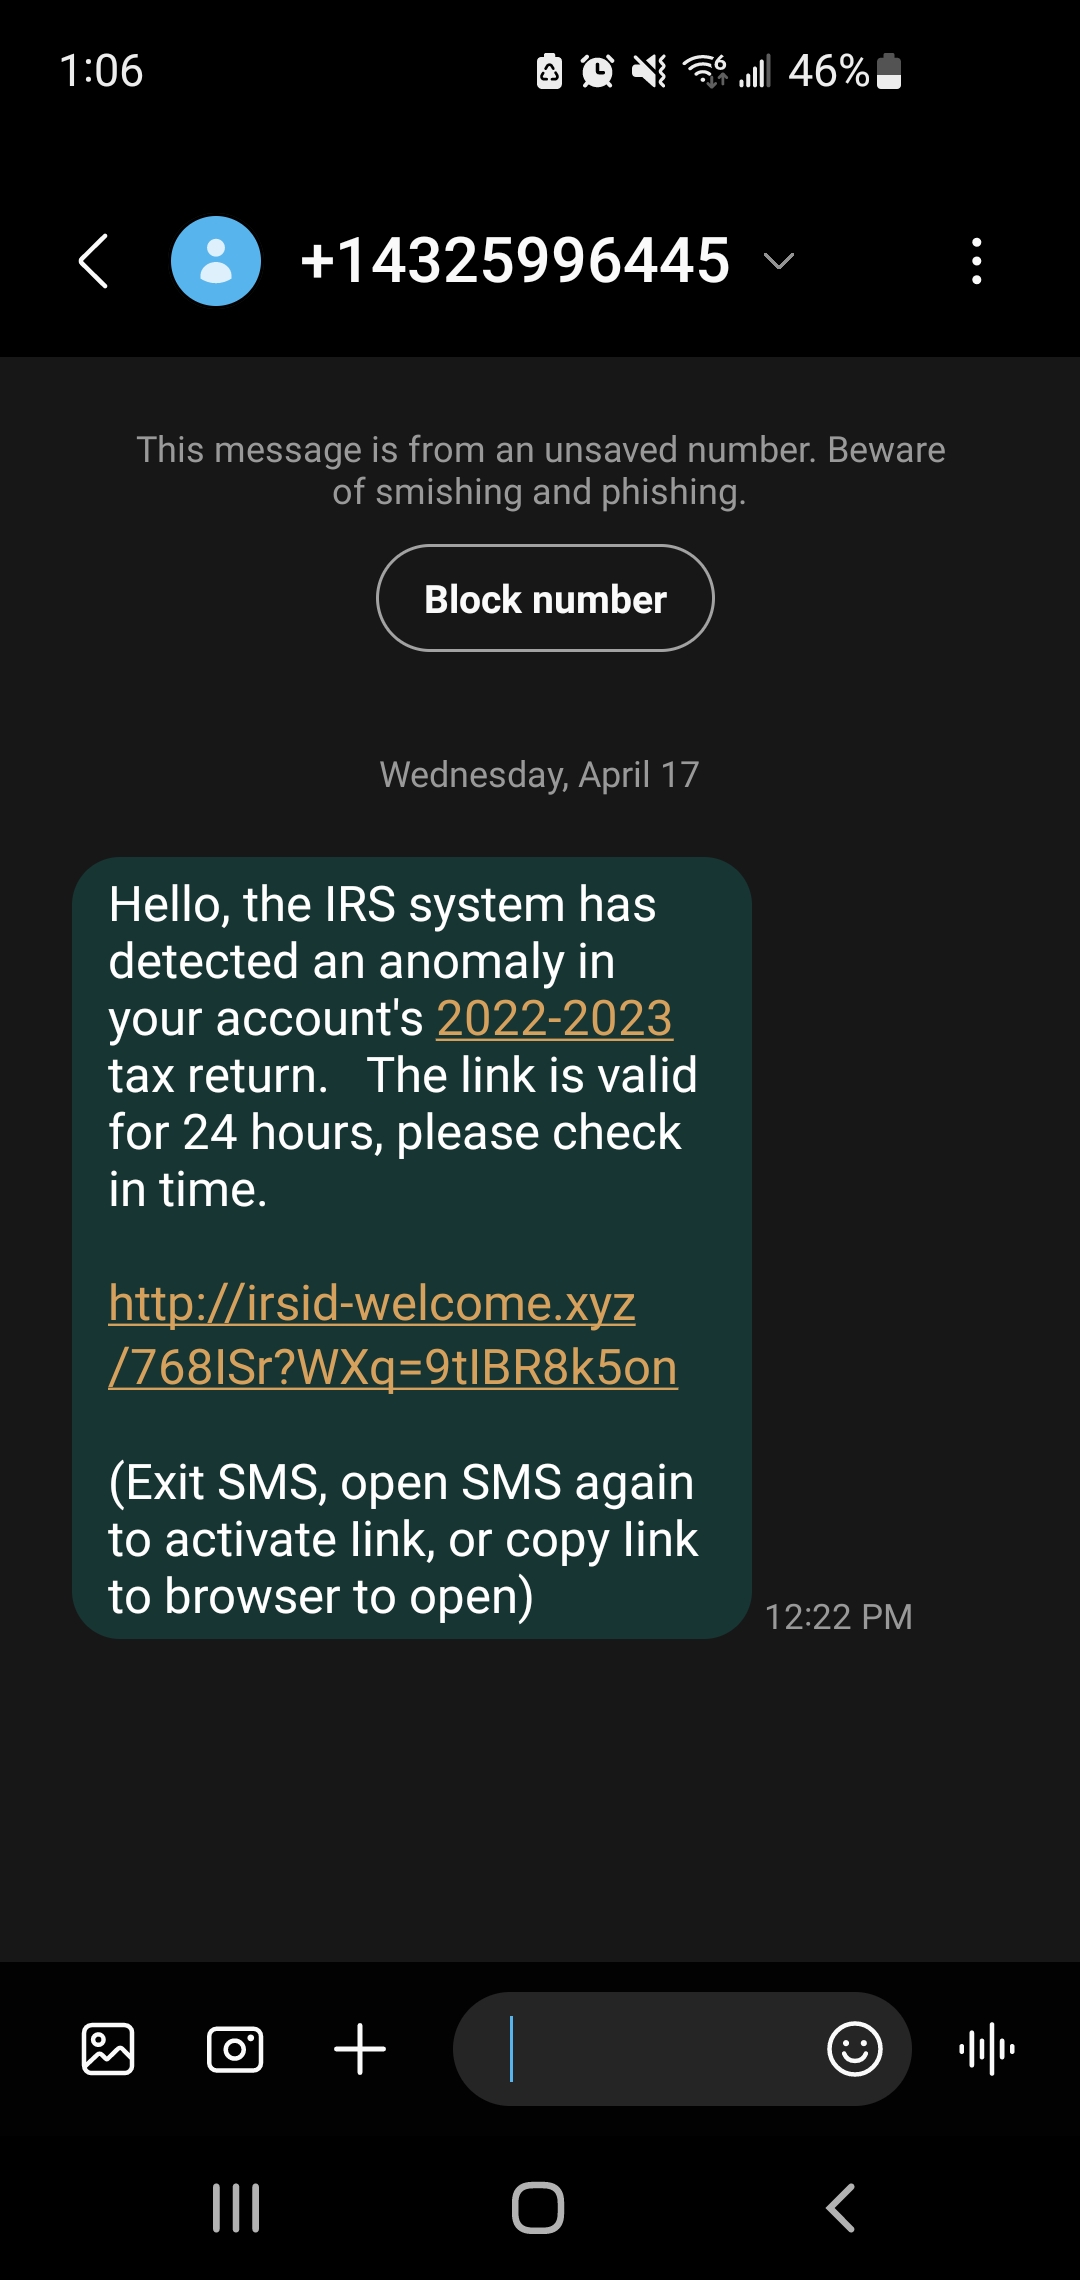 1:06
6
46%
+14325996445
This message is from an unsaved number. Beware
of smishing and phishing.
Block number
Wednesday, April 17
Hello, the IRS system has
detected an anomaly in
your account's 2022-2023
tax return.   The link is valid
for 24 hours, please check
in time.
http://irsid-welcome.xyz
/768ISr?WXq=9tIBR8k5on
(Exit SMS, open SMS again
to activate link, or copy link
to browser to open)
12:22 PM